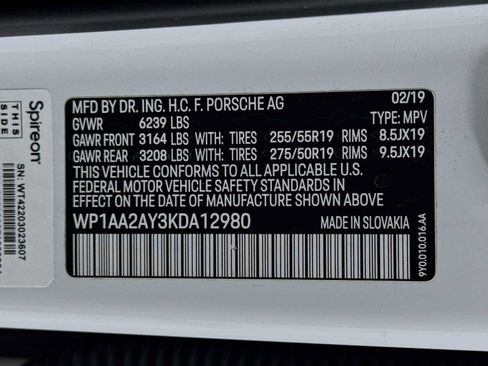 MFD BY DR. ING. H.C. F. PORSCHE AG 02/19
GVWR 6239 LBS TYPE: MPV
GAWR FRONT 3164 LBS WITH: TIRES 255/55R19 RIMS 8.5JX19
GAWR REAR 3208 LBS WITH: TIRES 275/50R19 RIMS 9.5JX19
THIS VEHICLE CONFORMS TO ALL APPLICABLE U.S.
FEDERAL MOTOR VEHICLE SAFETY STANDARDS IN
EFFECT ON THE DATE OF MANUFACTURE SHOWN ABOVE
WP1AA2AY3KDA12980 MADE IN SLOVAKIA
9Y0.010.016.AA
THIS
SIDE
Spireon
SN: WT42203023607